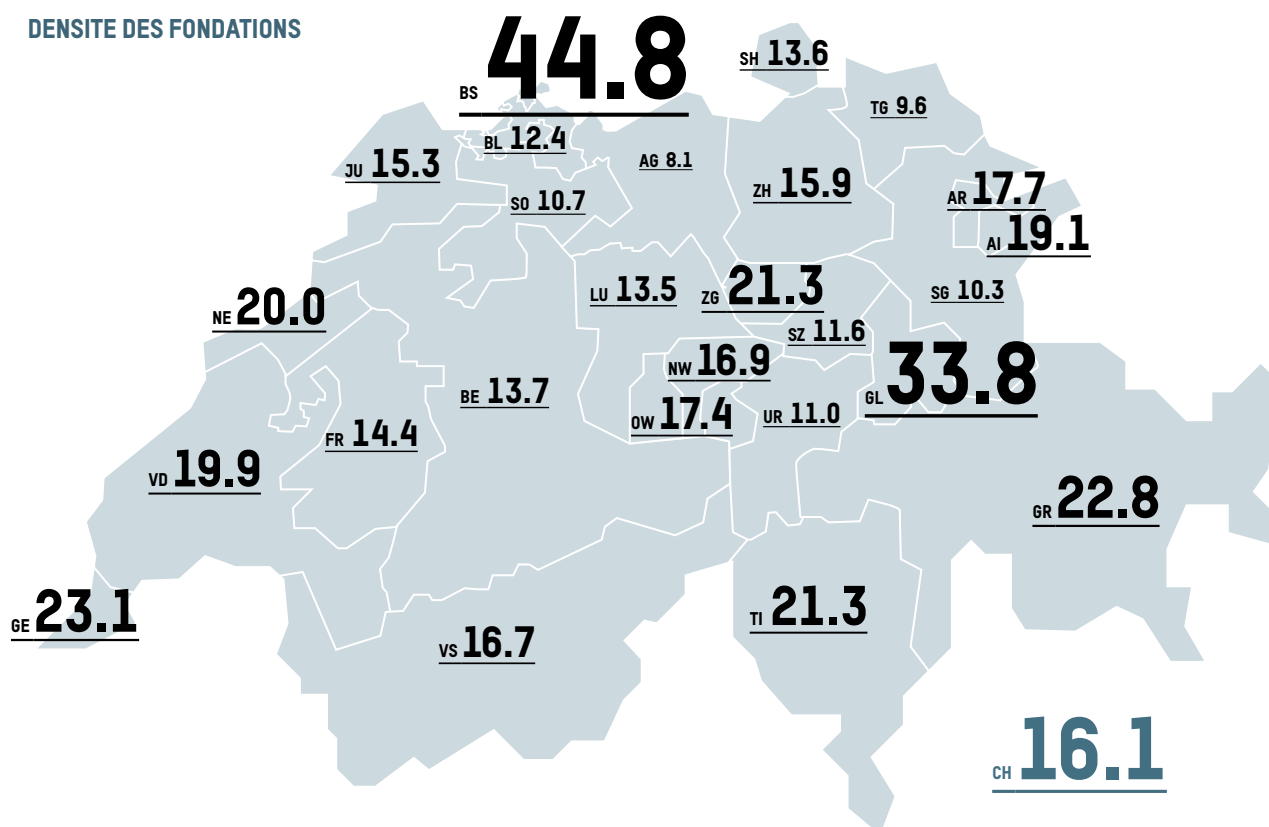 DENSITE DES FONDATIONS
BS 44.8
SH 13.6
TG 9.6
BL 12.4
AG 8.1
JU 15.3
ZH 15.9
AR 17.7
SO 10.7
AI 19.1
LU 13.5
ZG 21.3
SG 10.3
NE 20.0
SZ 11.6
NW 16.9
GL 33.8
BE 13.7
OW 17.4
UR 11.0
FR 14.4
VD 19.9
GR 22.8
GE 23.1
TI 21.3
VS 16.7
CH 16.1